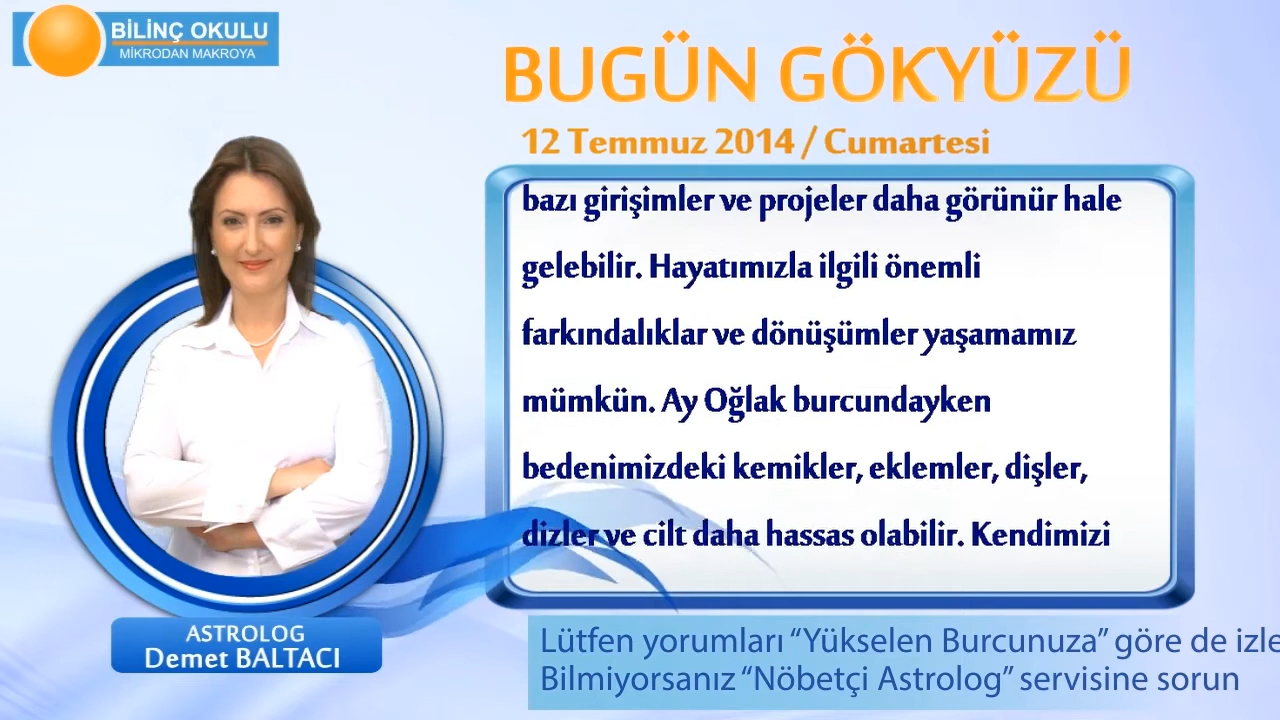 BİLİNÇ OKULU
MİKRODAN MAKROYA
BUGÜN GÖKYÜZÜ
12 Temmuz 2014 / Cumartesi
bazı girişimler ve projeler daha görünür hale
gelebilir. Hayatımızla ilgili önemli
farkındalıklar ve dönüşümler yaşamamız
mümkün. Ay Oğlak burcundayken
bedenimizdeki kemikler, eklemler, dişler,
dizler ve cilt daha hassas olabilir. Kendimizi
ASTROLOG
Demet BALTACI
Lütfen yorumları “Yükselen Burcunuza” göre de izle
Bilmiyorsanız “Nöbetçi Astrolog” servisine sorun